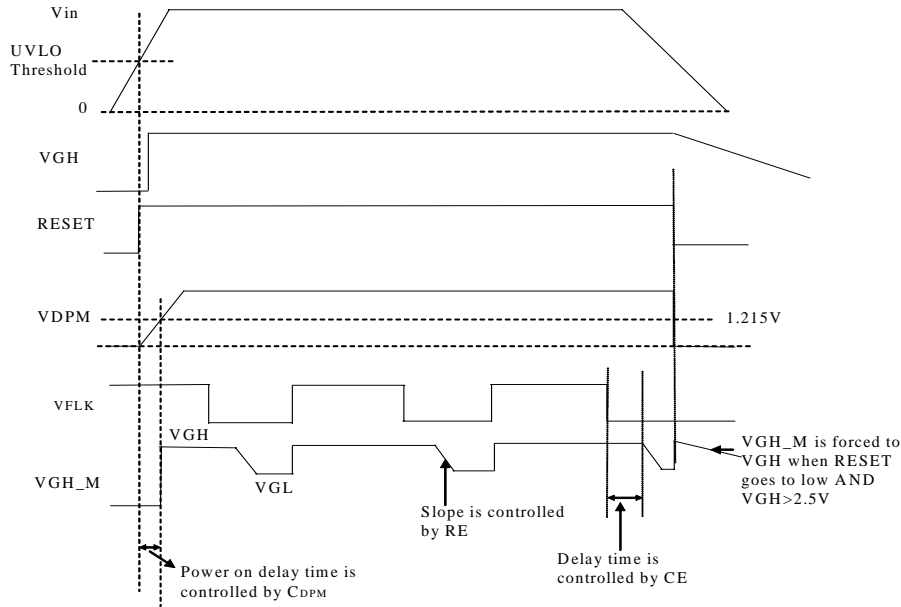 Vin
UVLO
Threshold
0
VGH
RESET
VDPM
1.215V
VFLK
VGH
VGH_M
VGL
VGH_M is forced to
VGH when RESET
goes to low AND
VGH>2.5V
Slope is controlled
by RE
Delay time is
controlled by CE
Power on delay time is
controlled by CDPM